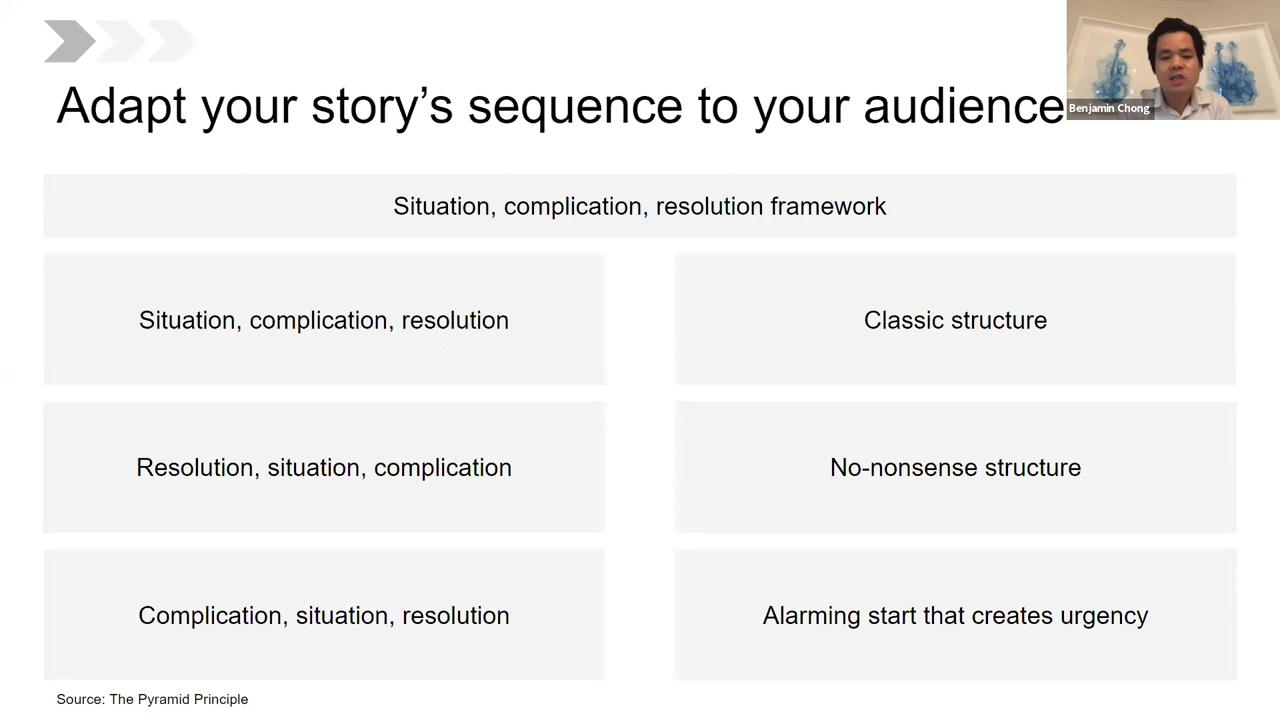 Adapt your story’s sequence to your audience
Benjamin Chong
Situation, complication, resolution framework
Situation, complication, resolution
Classic structure
Resolution, situation, complication
No-nonsense structure
Complication, situation, resolution
Alarming start that creates urgency
Source: The Pyramid Principle